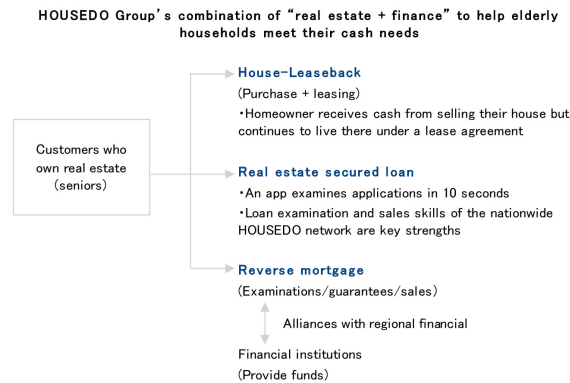 HOUSEDO Group's combination of “real estate + finance” to help elderly
households meet their cash needs
Customers who
own real estate
(seniors)
House-Leaseback
(Purchase + leasing)
・Homeowner receives cash from selling their house but
continues to live there under a lease agreement
Real estate secured loan
・An app examines applications in 10 seconds
・Loan examination and sales skills of the nationwide
HOUSEDO network are key strengths
Reverse mortgage
(Examinations/guarantees/sales)
Alliances with regional financial
Financial institutions
(Provide funds)